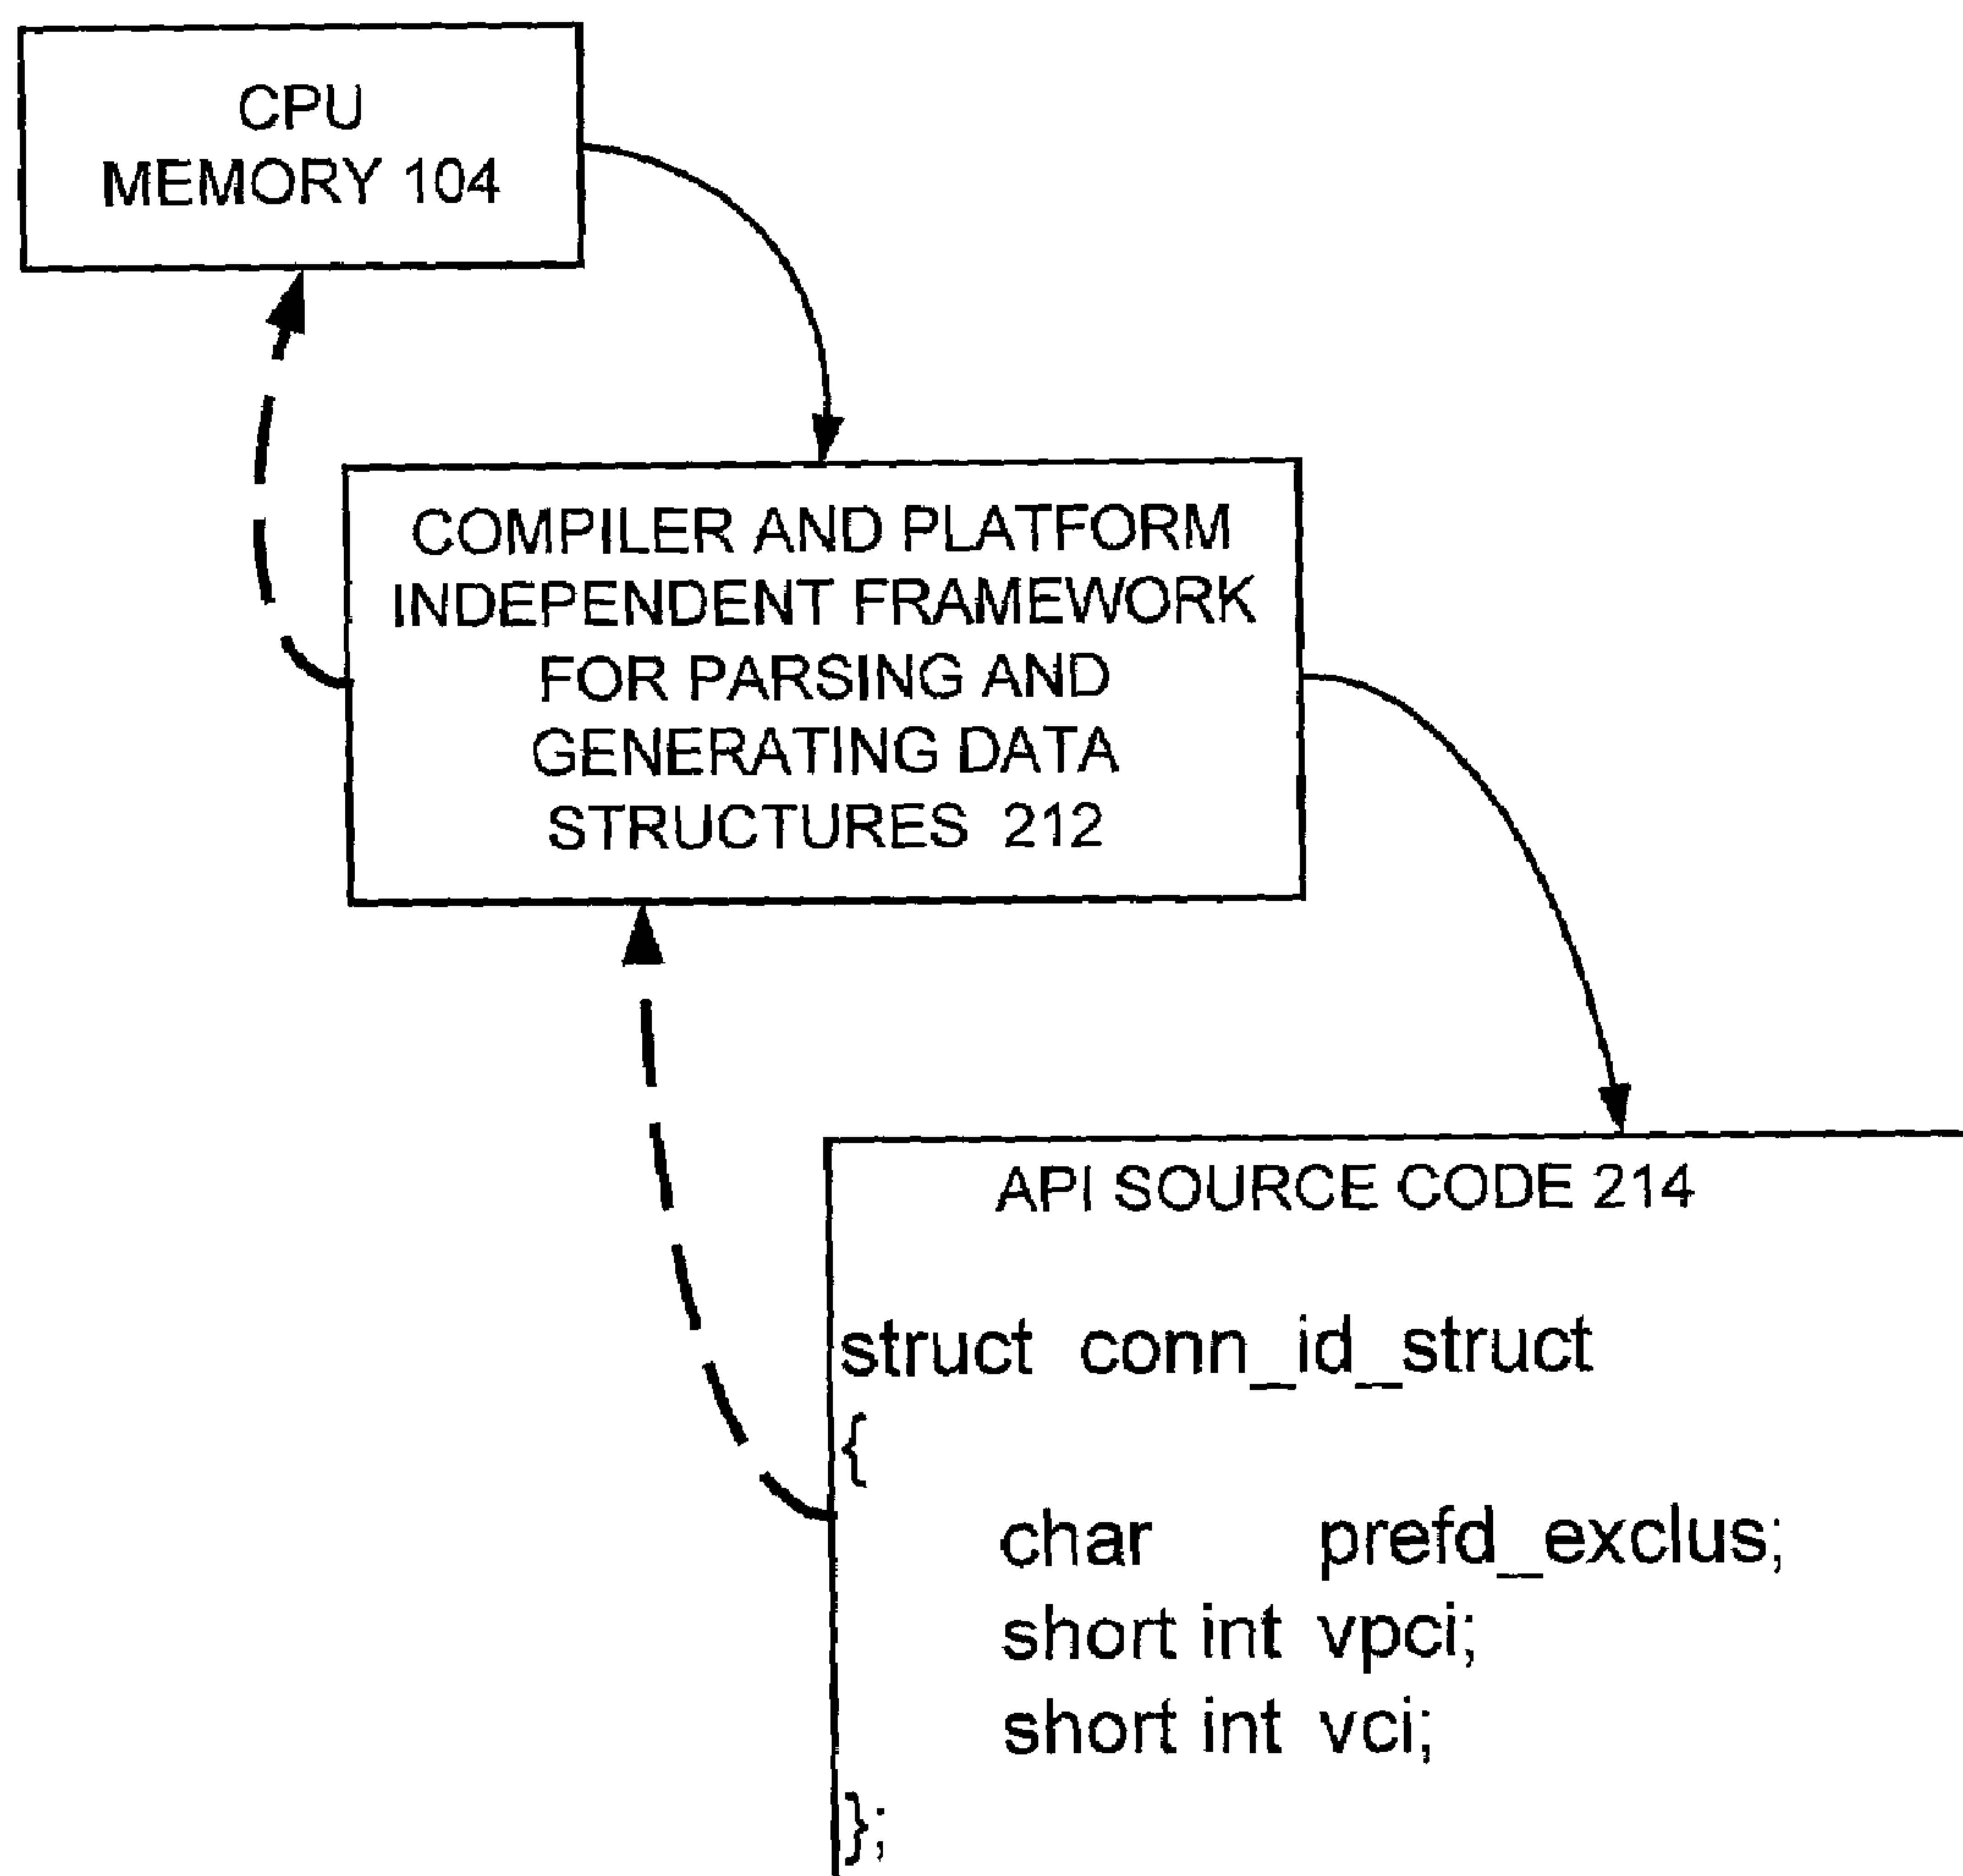 CPU
MEMORY 104
COMPILER AND PLATFORM
INDEPENDENT FRAMEWORK
FOR PARSING AND
GENERATING DATA
STRUCTURES 212
API SOURCE CODE 214
struct conn_id_struct
{
char prefd_exclus;
short int vpci;
short int vci;
};